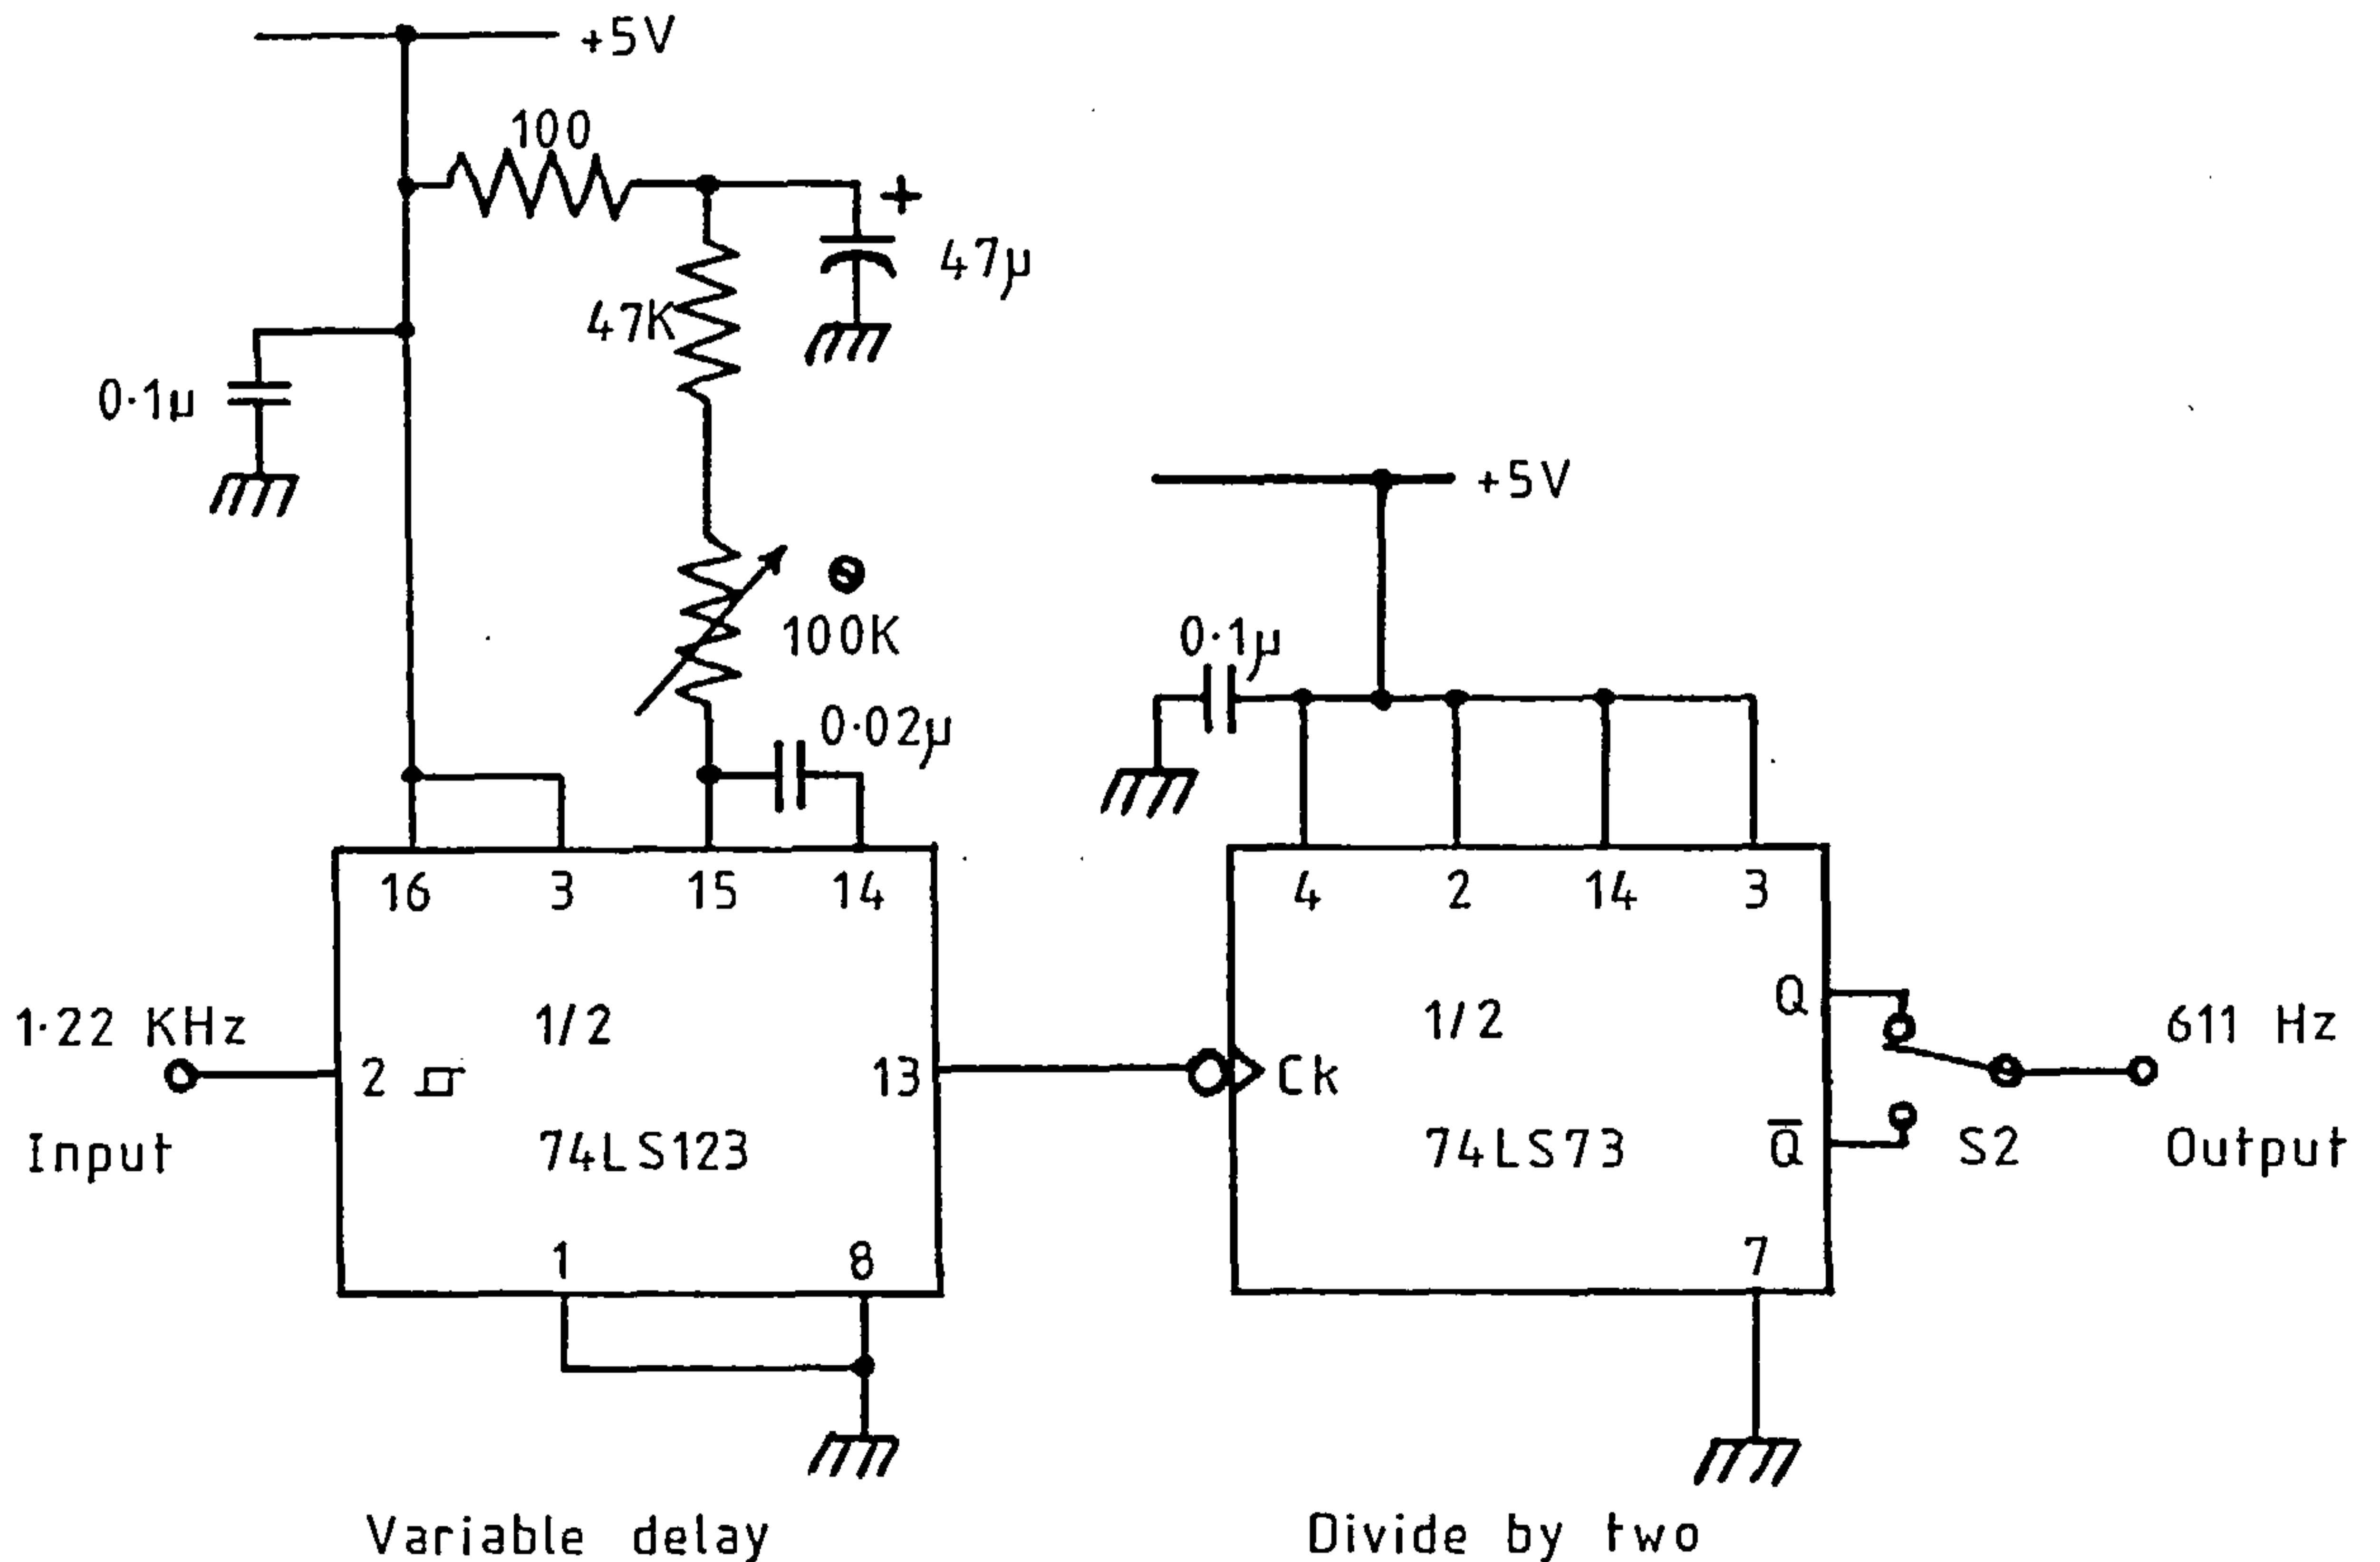 +5V
100
+
47µ
47K
0·1µ
+5V
100K
0·1µ
0·02µ
16 3 15 14
4 2 14 3
1·22 KHz
1/2
1/2
Q
611 Hz
2
13
Ck
Input
74LS123
74LS73
Q̅
S2
Output
1 8
7
Variable delay
Divide by two